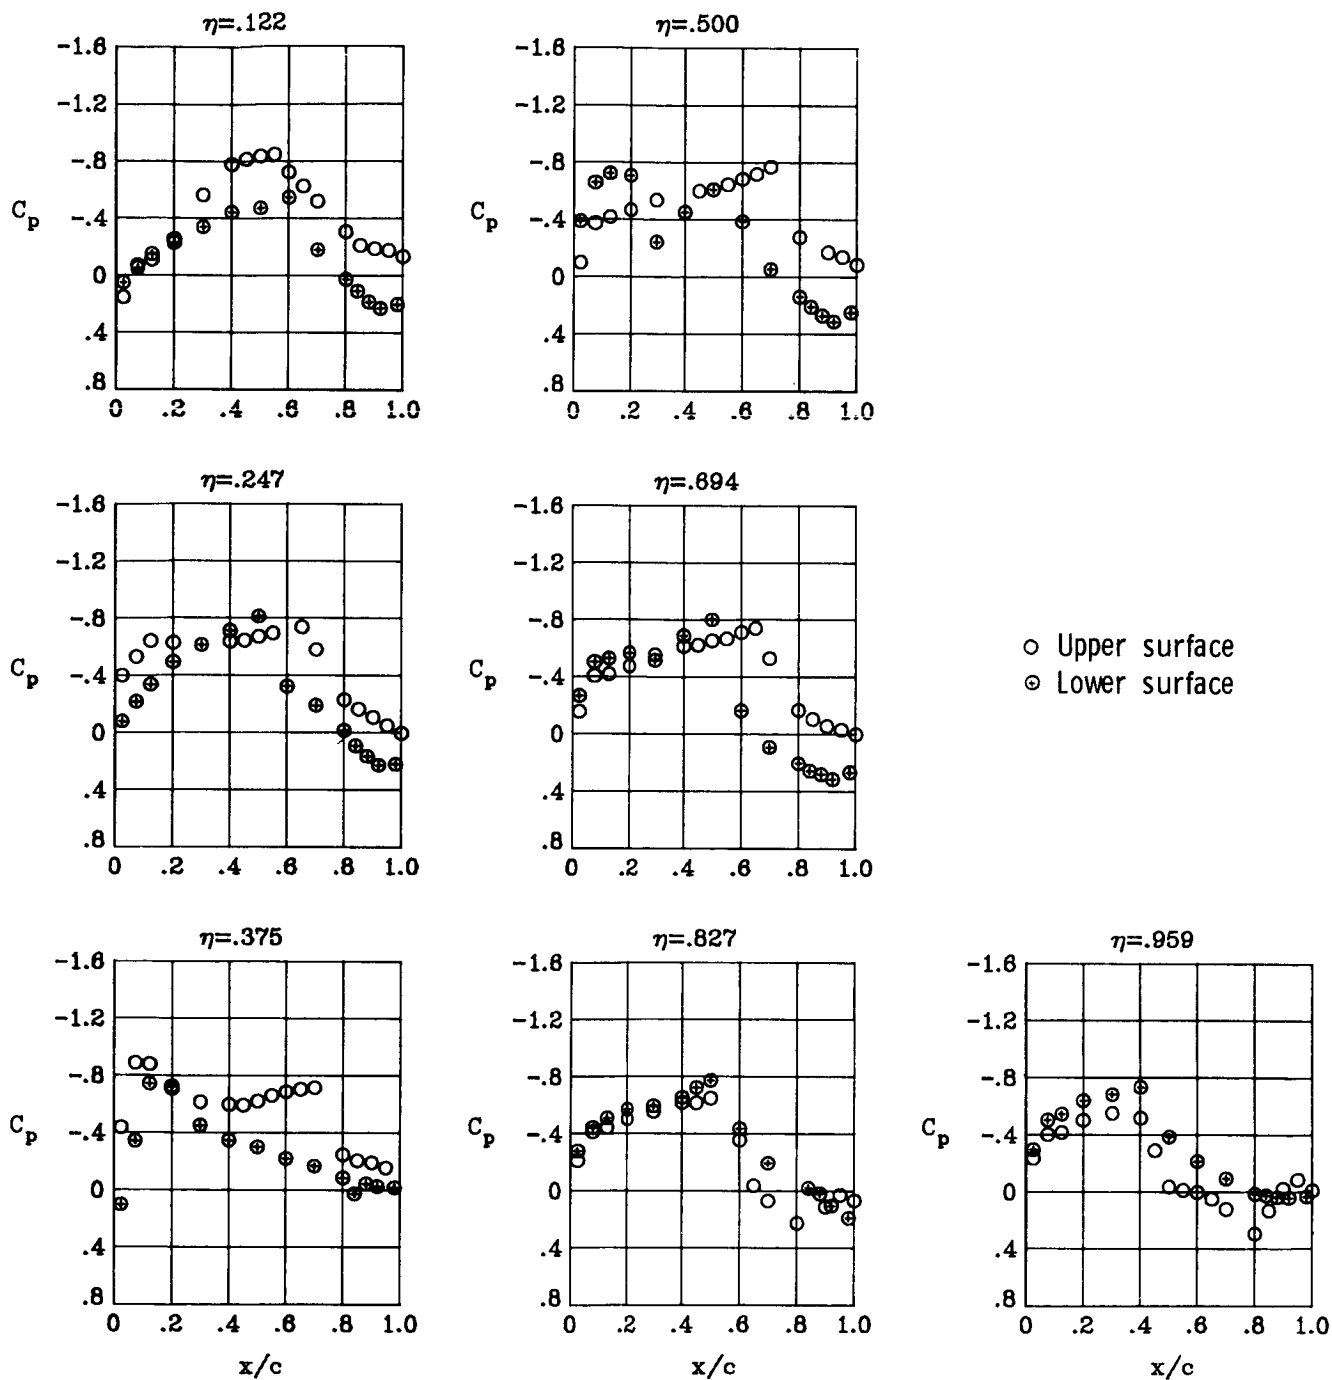 η=.122
η=.500
-1.6
-1.2
-.8
-.4
0
.4
.8
C_p
0 .2 .4 .6 .8 1.0
-1.6
-1.2
-.8
-.4
0
.4
.8
C_p
0 .2 .4 .6 .8 1.0
η=.247
η=.694
-1.6
-1.2
-.8
-.4
0
.4
.8
C_p
0 .2 .4 .6 .8 1.0
-1.6
-1.2
-.8
-.4
0
.4
.8
C_p
0 .2 .4 .6 .8 1.0
Upper surface
Lower surface
η=.375
η=.827
η=.959
-1.6
-1.2
-.8
-.4
0
.4
.8
C_p
0 .2 .4 .6 .8 1.0
x/c
-1.6
-1.2
-.8
-.4
0
.4
.8
C_p
0 .2 .4 .6 .8 1.0
x/c
-1.6
-1.2
-.8
-.4
0
.4
.8
C_p
0 .2 .4 .6 .8 1.0
x/c